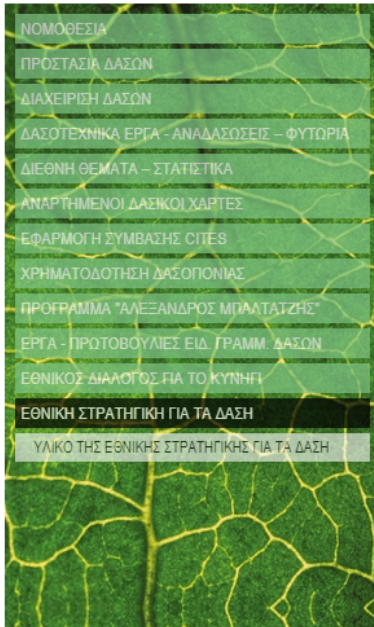 ΝΟΜΟΘΕΣΙΑ
ΠΡΟΣΤΑΣΙΑ ΔΑΣΩΝ
ΔΙΑΧΕΙΡΙΣΗ ΔΑΣΩΝ
ΔΑΣΟΤΕΧΝΙΚΑ ΕΡΓΑ - ΑΝΑΔΑΣΩΣΕΙΣ – ΦΥΤΩΡΙΑ
ΔΙΕΘΝΗ ΘΕΜΑΤΑ – ΣΤΑΤΙΣΤΙΚΑ
ΑΝΑΡΤΗΜΕΝΟΙ ΔΑΣΙΚΟΙ ΧΑΡΤΕΣ
ΕΦΑΡΜΟΓΗ ΣΥΜΒΑΣΗΣ CITES
ΧΡΗΜΑΤΟΔΟΤΗΣΗ ΔΑΣΟΠΟΝΙΑΣ
ΠΡΟΓΡΑΜΜΑ "ΑΛΕΞΑΝΔΡΟΣ ΜΠΑΛΤΑΤΖΗΣ"
ΕΡΓΑ - ΠΡΩΤΟΒΟΥΛΙΕΣ ΕΙΔ. ΓΡΑΜΜ. ΔΑΣΩΝ
ΕΘΝΙΚΟΣ ΔΙΑΛΟΓΟΣ ΓΙΑ ΤΟ ΚΥΝΗΓΙ
ΕΘΝΙΚΗ ΣΤΡΑΤΗΓΙΚΗ ΓΙΑ ΤΑ ΔΑΣΗ
ΥΛΙΚΟ ΤΗΣ ΕΘΝΙΚΗΣ ΣΤΡΑΤΗΓΙΚΗΣ ΓΙΑ ΤΑ ΔΑΣΗ